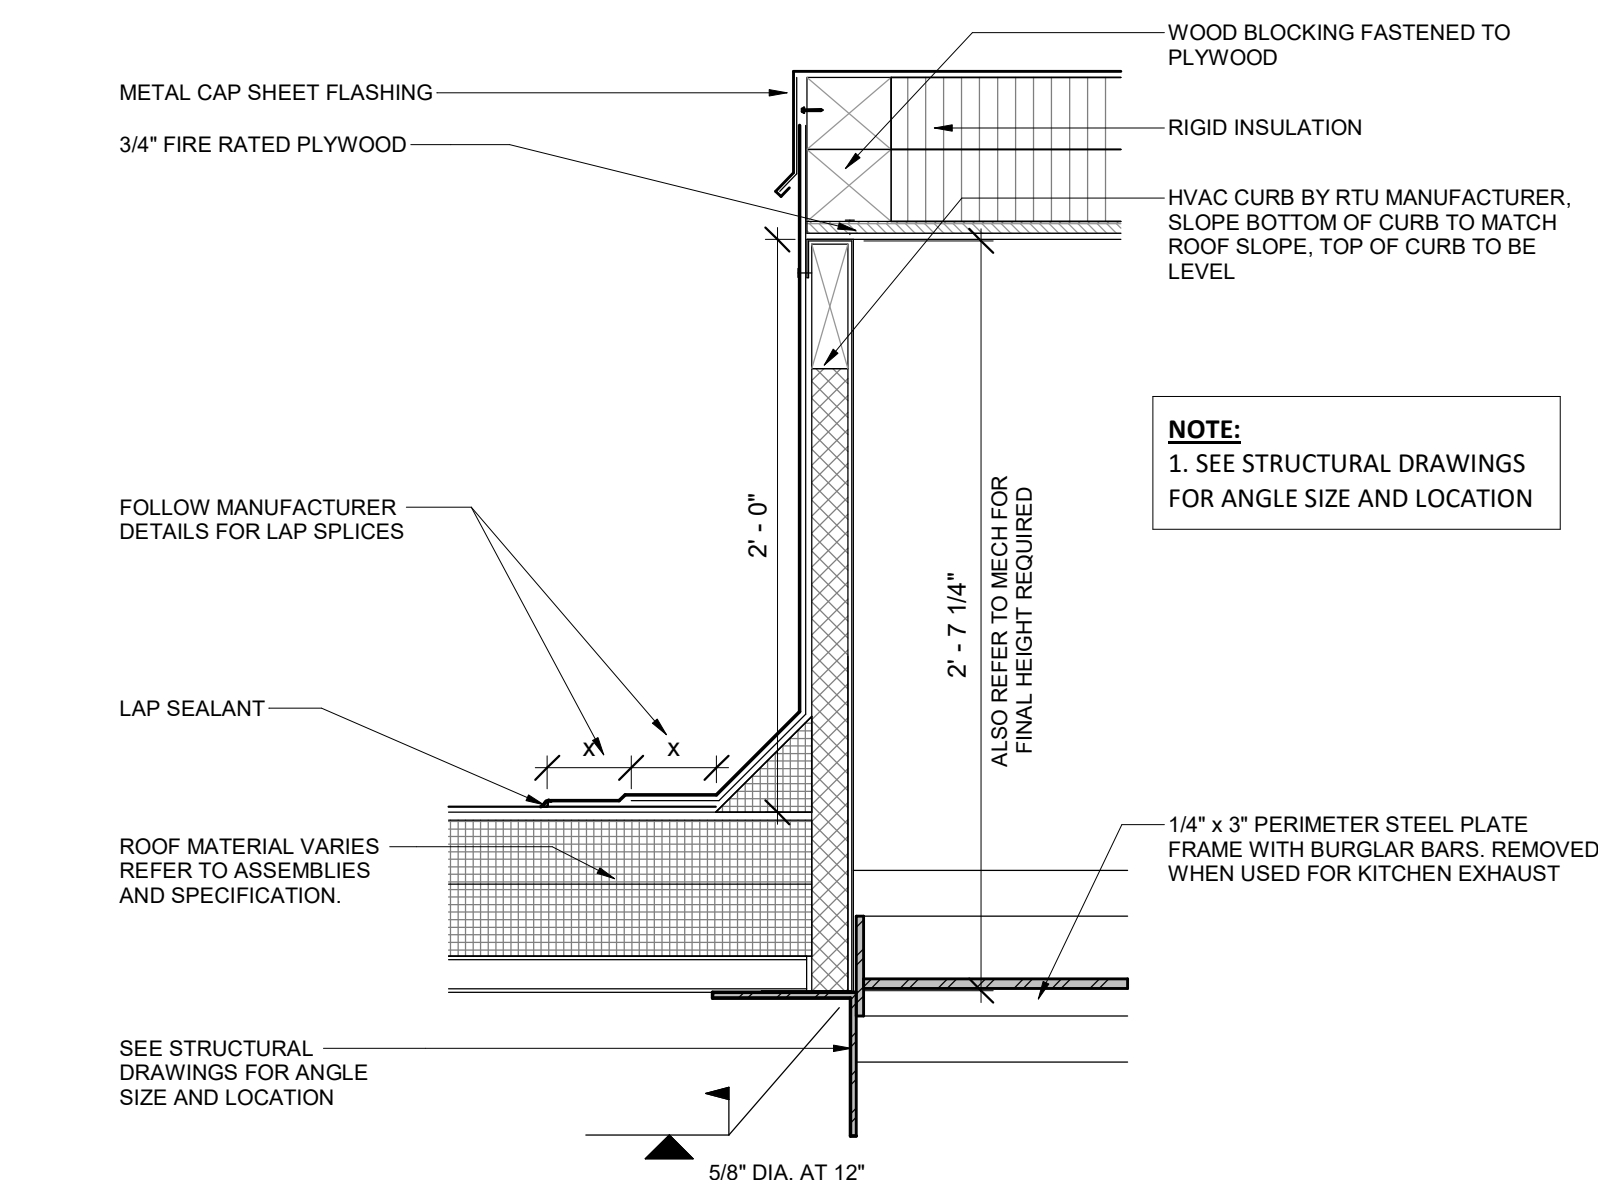 METAL CAP SHEET FLASHING
3/4" FIRE RATED PLYWOOD
FOLLOW MANUFACTURER
DETAILS FOR LAP SPLICES
LAP SEALANT
ROOF MATERIAL VARIES
REFER TO ASSEMBLIES
AND SPECIFICATION.
SEE STRUCTURAL
DRAWINGS FOR ANGLE
SIZE AND LOCATION
X
X
2' - 0"
2' - 7 1/4"
ALSO REFER TO MECH FOR
FINAL HEIGHT REQUIRED
5/8" DIA. AT 12"
WOOD BLOCKING FASTENED TO
PLYWOOD
RIGID INSULATION
HVAC CURB BY RTU MANUFACTURER,
SLOPE BOTTOM OF CURB TO MATCH
ROOF SLOPE, TOP OF CURB TO BE
LEVEL
NOTE:
1. SEE STRUCTURAL DRAWINGS
FOR ANGLE SIZE AND LOCATION
1/4" x 3" PERIMETER STEEL PLATE
FRAME WITH BURGLAR BARS. REMOVED
WHEN USED FOR KITCHEN EXHAUST